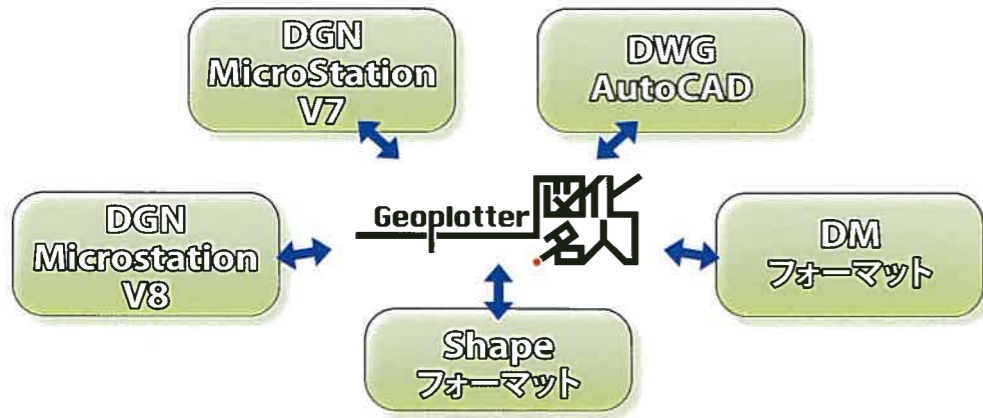 DGN
MicroStation
V7
DWG
AutoCAD
Geoplotter
図化
名人
DGN
Microstation
V8
DM
フォーマット
Shape
フォーマット